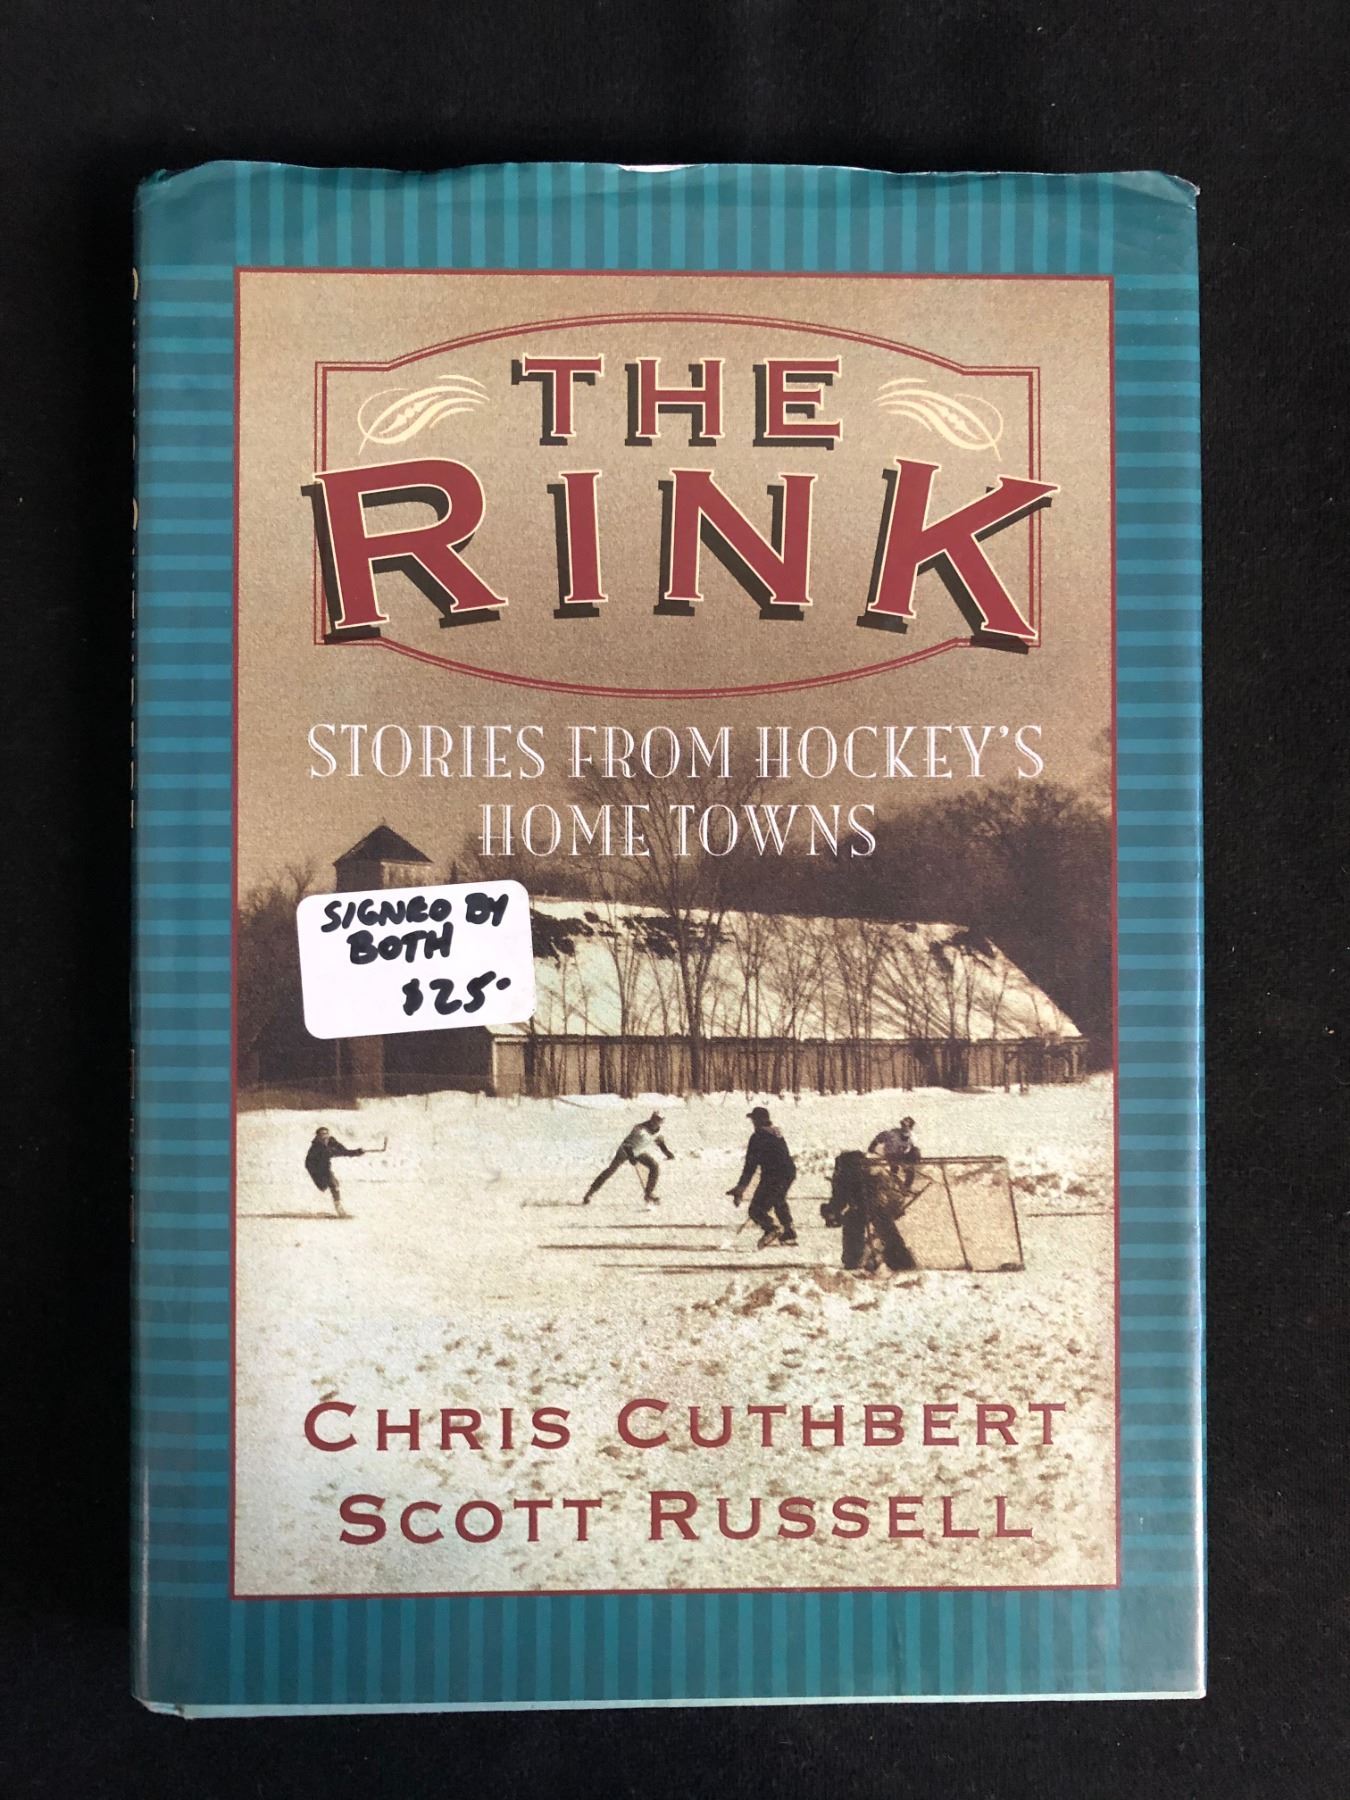 THE
RINK
STORIES FROM HOCKEY'S
HOME TOWNS
SIGNED BY
BOTH
$25.
CHRIS CUTHBERT
SCOTT RUSSELL